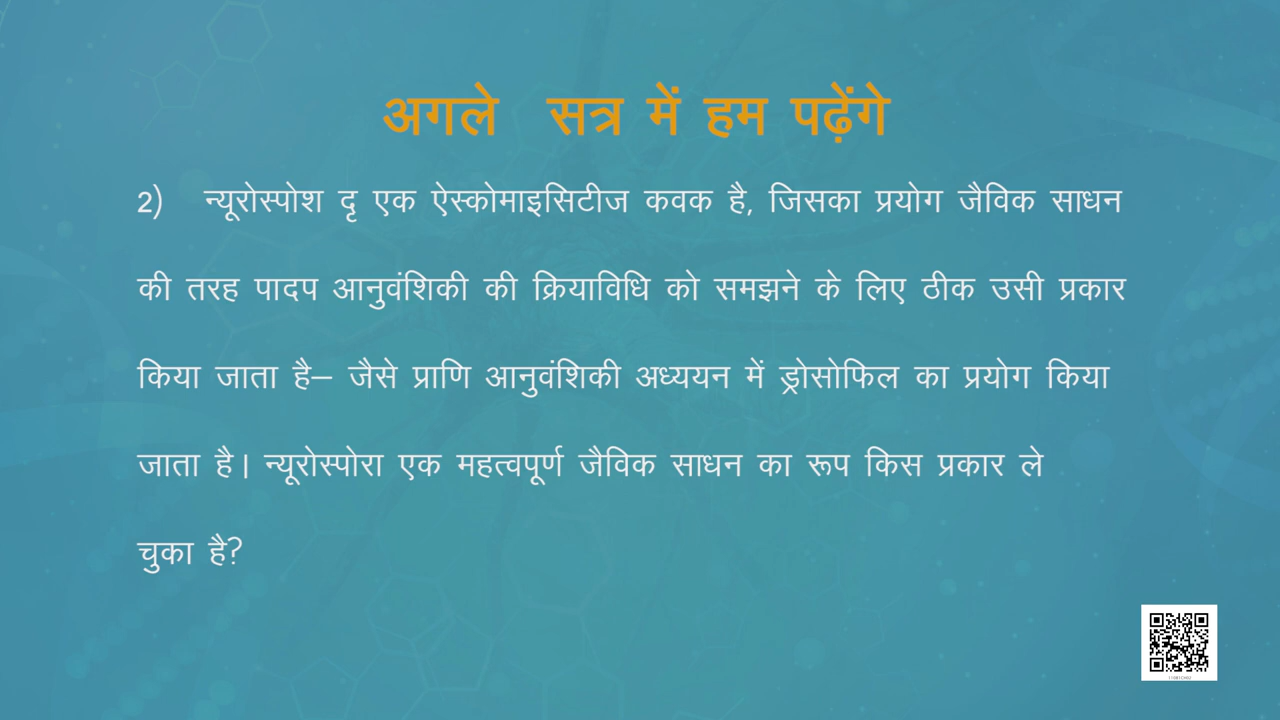 अगले सत्र में हम पढ़ेंगे
2) न्यूरोस्पोश दृ एक ऐस्कोमाइसिटीज कवक है, जिसका प्रयोग जैविक साधन
की तरह पादप आनुवंशिकी की क्रियाविधि को समझने के लिए ठीक उसी प्रकार
किया जाता है– जैसे प्राणि आनुवंशिकी अध्ययन में ड्रोसोफिल का प्रयोग किया
जाता है। न्यूरोस्पोरा एक महत्वपूर्ण जैविक साधन का रूप किस प्रकार ले
चुका है?